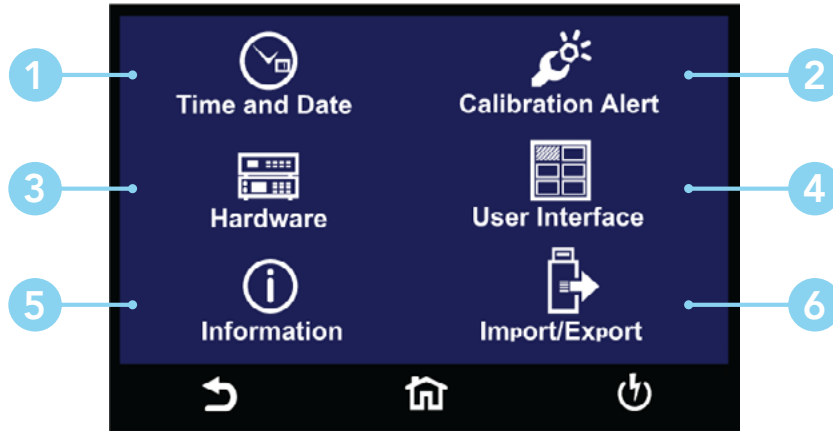 1
Time and Date
2
Calibration Alert
3
Hardware
4
User Interface
5
Information
6
Import/Export